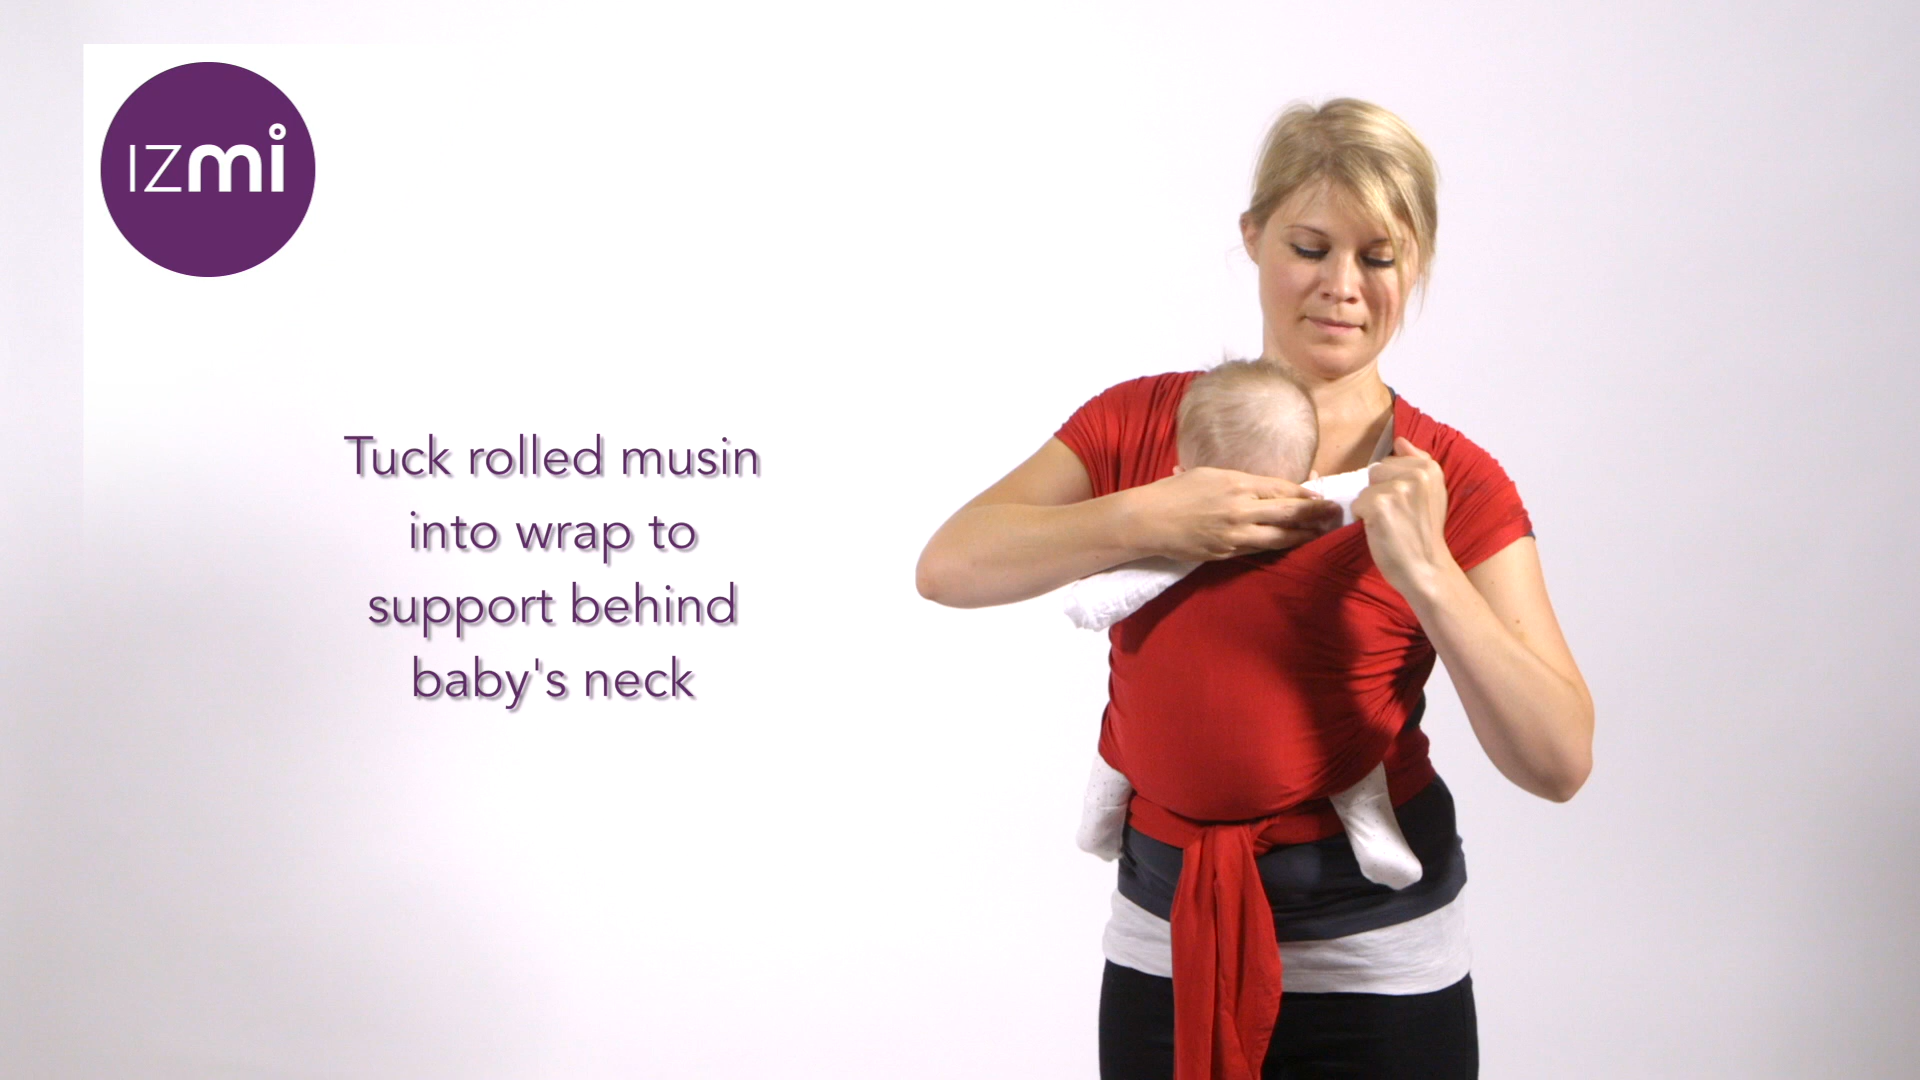 IZmi
Tuck rolled musin
into wrap to
support behind
baby's neck